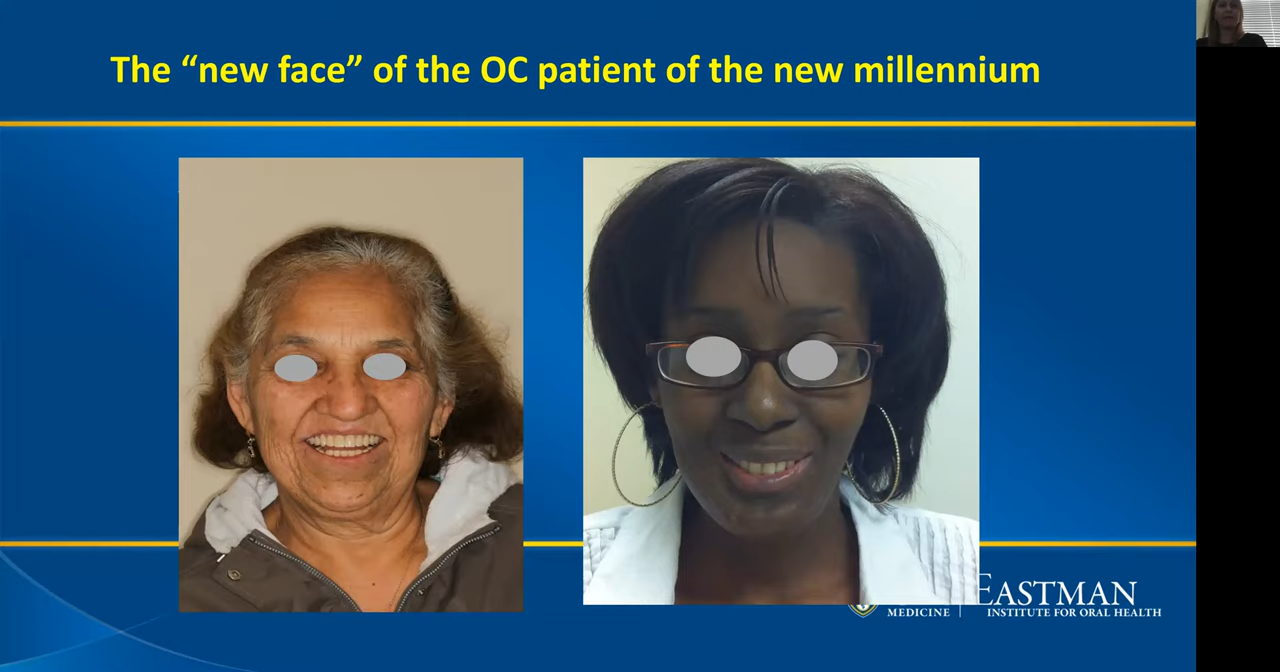 The “new face” of the OC patient of the new millennium
EASTMAN
MEDICINE
INSTITUTE FOR ORAL HEALTH